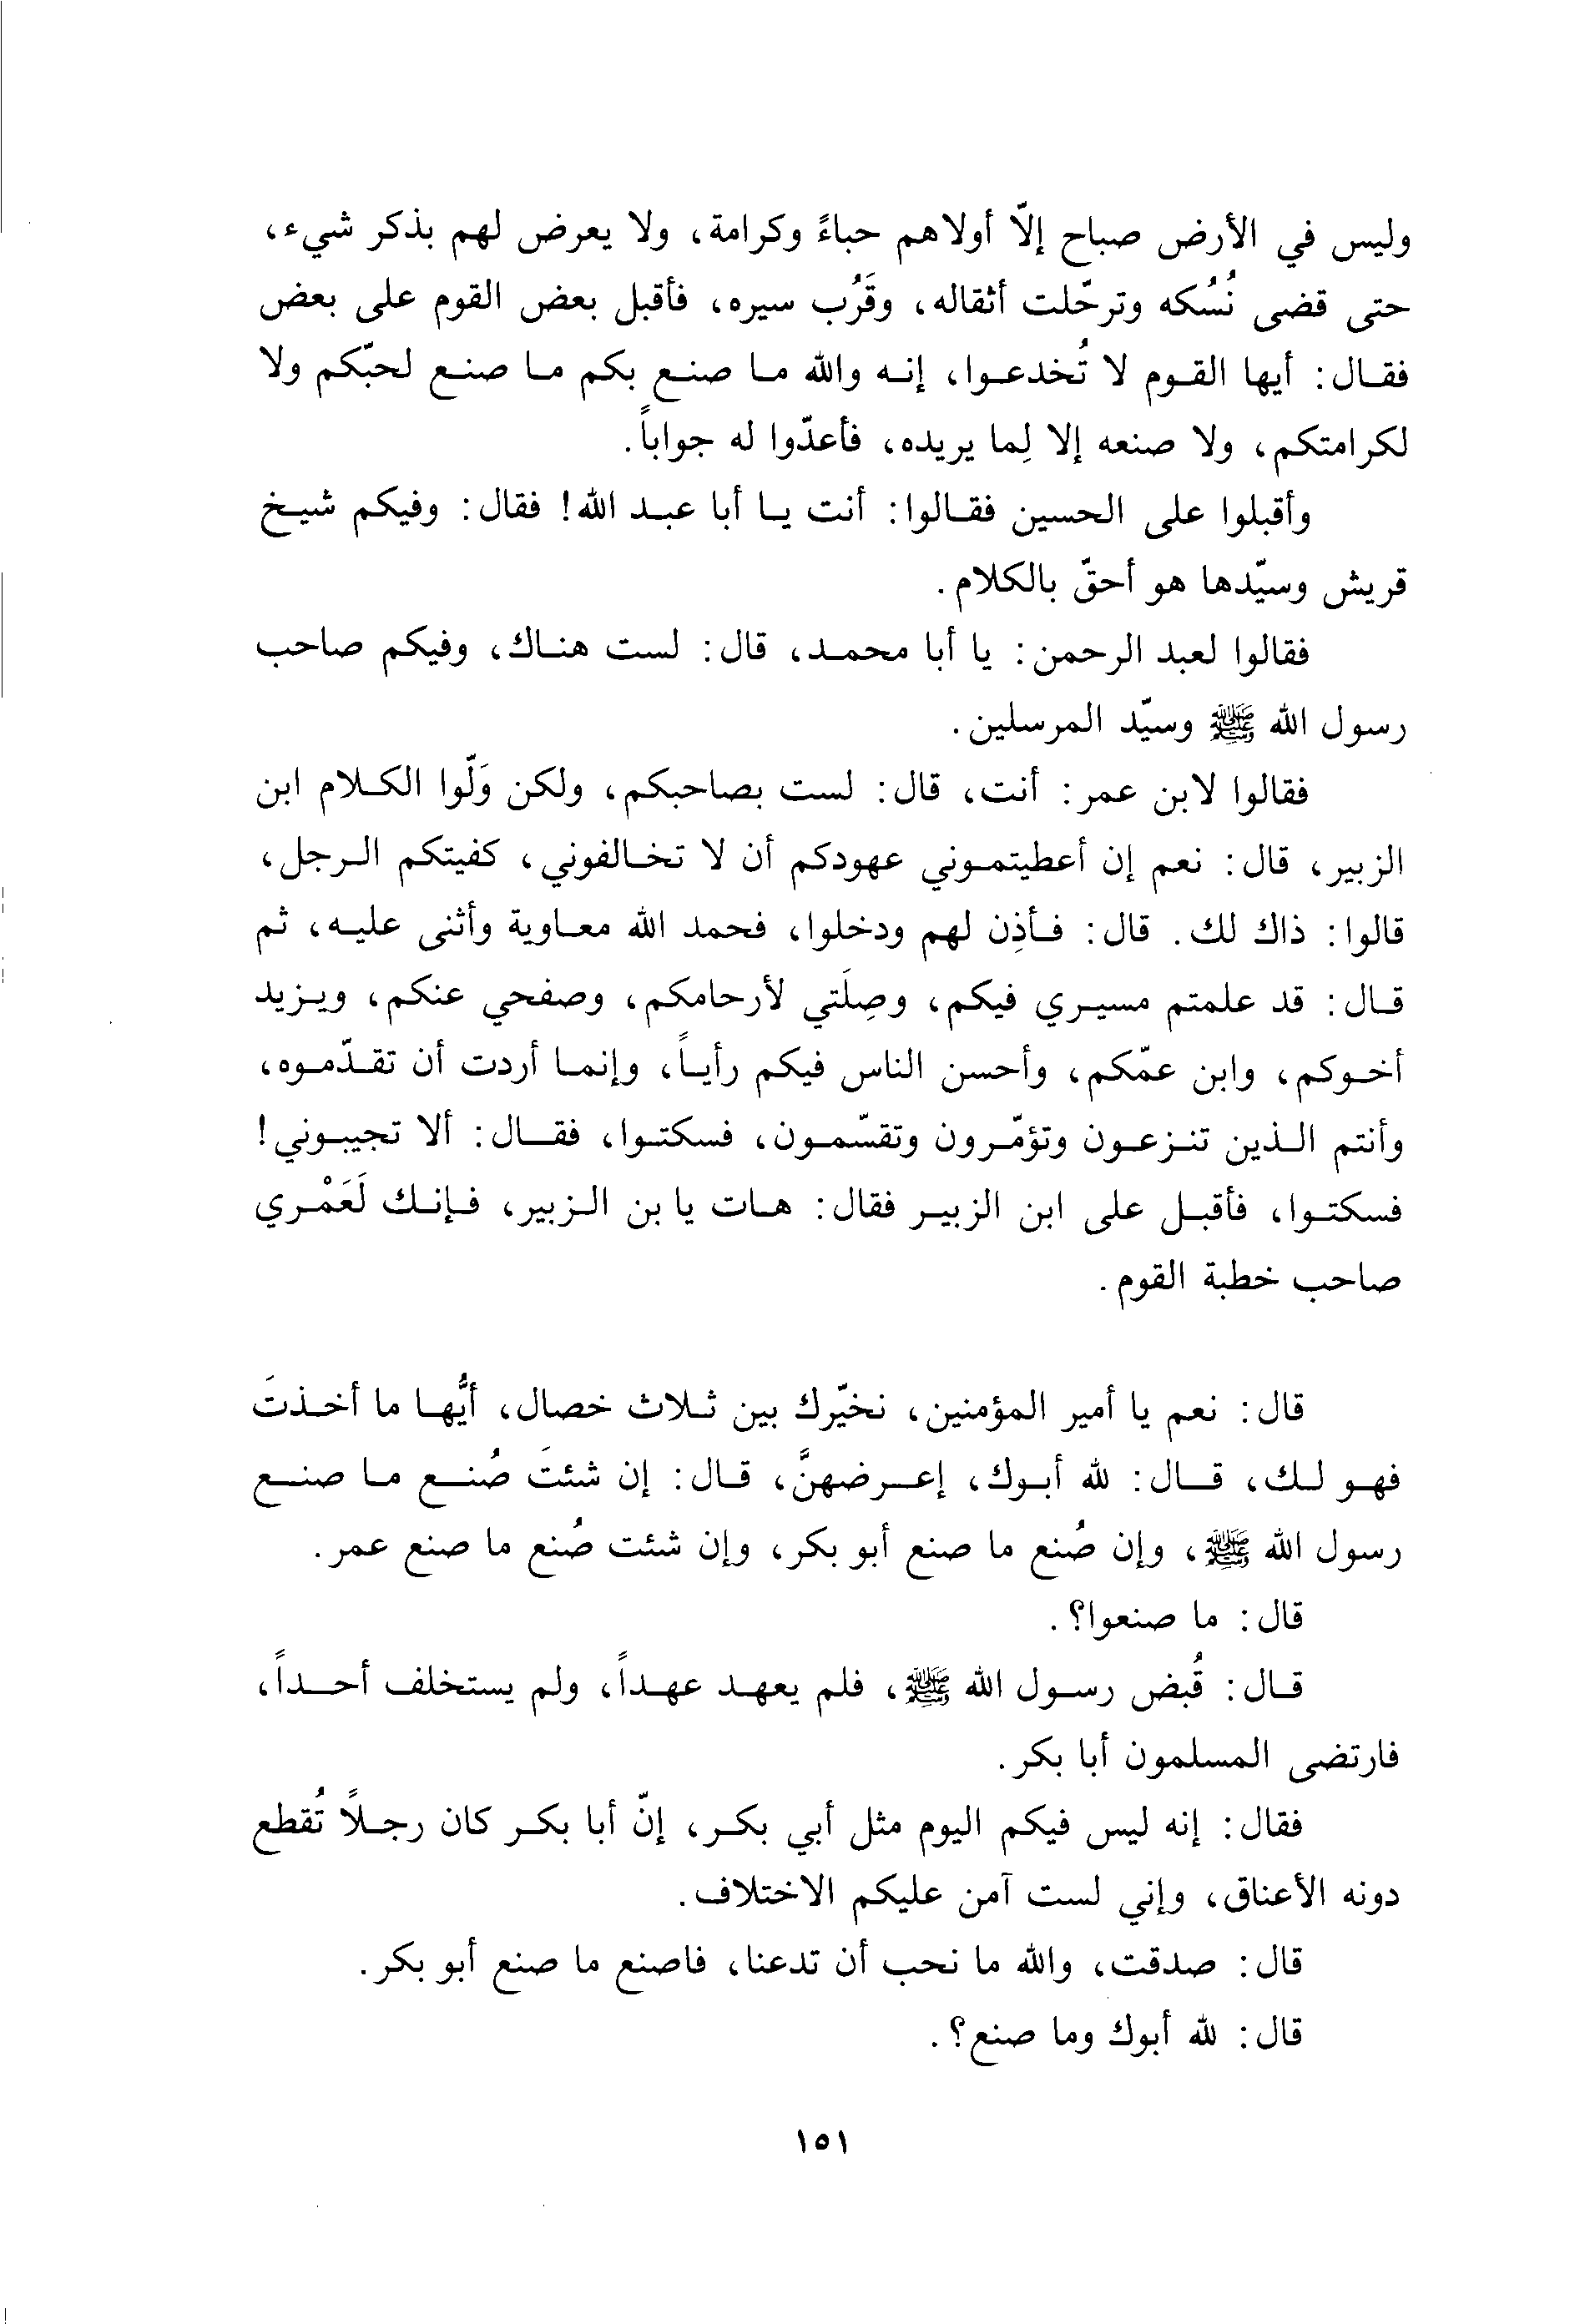 وليس في الأرض صباح إلّا أولاهم حباءً وكرامة، ولا يعرض لهم بذكر شيء،
حتى قضى نُسُكه وترحّلت أثقاله، وقَرُب سيره، فأقبل بعض القوم على بعض
فقال: أيها القوم لا تُخدعوا، إنه والله ما صنع بكم ما صنع لحبّكم ولا
لكرامتكم، ولا صنعه إلا لِما يريده، فأعدّوا له جواباً.
وأقبلوا على الحسين فقالوا: أنت يا أبا عبد الله! فقال: وفيكم شيخ
قريش وسيّدها هو أحقّ بالكلام.
فقالوا لعبد الرحمن: يا أبا محمد، قال: لست هناك، وفيكم صاحب
رسول الله ﷺ وسيّد المرسلين.
فقالوا لابن عمر: أنت، قال: لست بصاحبكم، ولكن وَلّوا الكلام ابن
الزبير، قال: نعم إن أعطيتموني عهودكم أن لا تخالفوني، كفيتكم الرجل،
قالوا: ذاك لك. قال: فأذِن لهم ودخلوا، فحمد الله معاوية وأثنى عليه، ثم
قال: قد علمتم مسيري فيكم، وصِلَتي لأرحامكم، وصفحي عنكم، ويزيد
أخوكم، وابن عمّكم، وأحسن الناس فيكم رأياً، وإنما أردت أن تقدّموه،
وأنتم الذين تنزعون وتؤمّرون وتقسّمون، فسكتوا، فقال: ألا تجيبوني!
فسكتوا، فأقبل على ابن الزبير فقال: هات يا بن الزبير، فإنك لَعَمْري
صاحب خطبة القوم.
قال: نعم يا أمير المؤمنين، نخيّرك بين ثلاث خصال، أيُّها ما أخذتَ
فهو لك، قال: لله أبوك، إعرضهنَّ، قال: إن شئتَ صُنع ما صنع
رسول الله ﷺ، وإن صُنع ما صنع أبو بكر، وإن شئت صُنع ما صنع عمر.
قال: ما صنعوا؟.
قال: قُبض رسول الله ﷺ، فلم يعهد عهداً، ولم يستخلف أحداً،
فارتضى المسلمون أبا بكر.
فقال: إنه ليس فيكم اليوم مثل أبي بكر، إنّ أبا بكر كان رجلاً تُقطع
دونه الأعناق، وإني لست آمن عليكم الاختلاف.
قال: صدقت، والله ما نحب أن تدعنا، فاصنع ما صنع أبو بكر.
قال: لله أبوك وما صنع؟.
١٥١